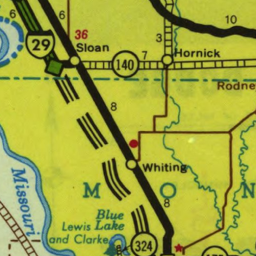 6
6
10
36
Sloan
29
7
3
Hornick
140
Rodne
8
Whiting
8
M O N
Missouri
Blue
Lake
Lewis
and Clarke
324